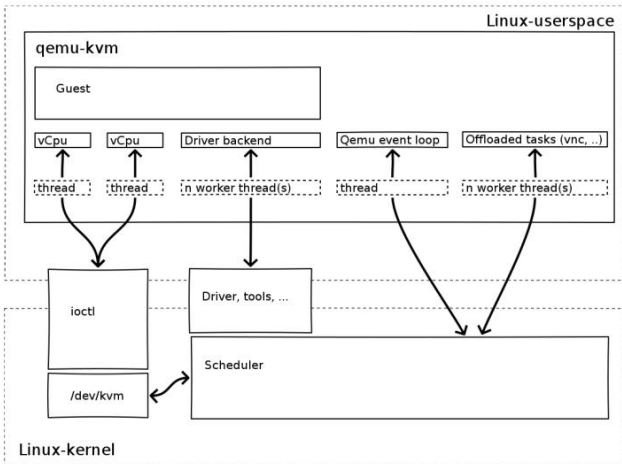 Linux-userspace
qemu-kvm
Guest
vCpu
vCpu
Driver backend
Qemu event loop
Offloaded tasks (vnc, ..)
thread
thread
n worker thread(s)
thread
n worker thread(s)
ioctl
Driver, tools, ...
Scheduler
/dev/kvm
Linux-kernel